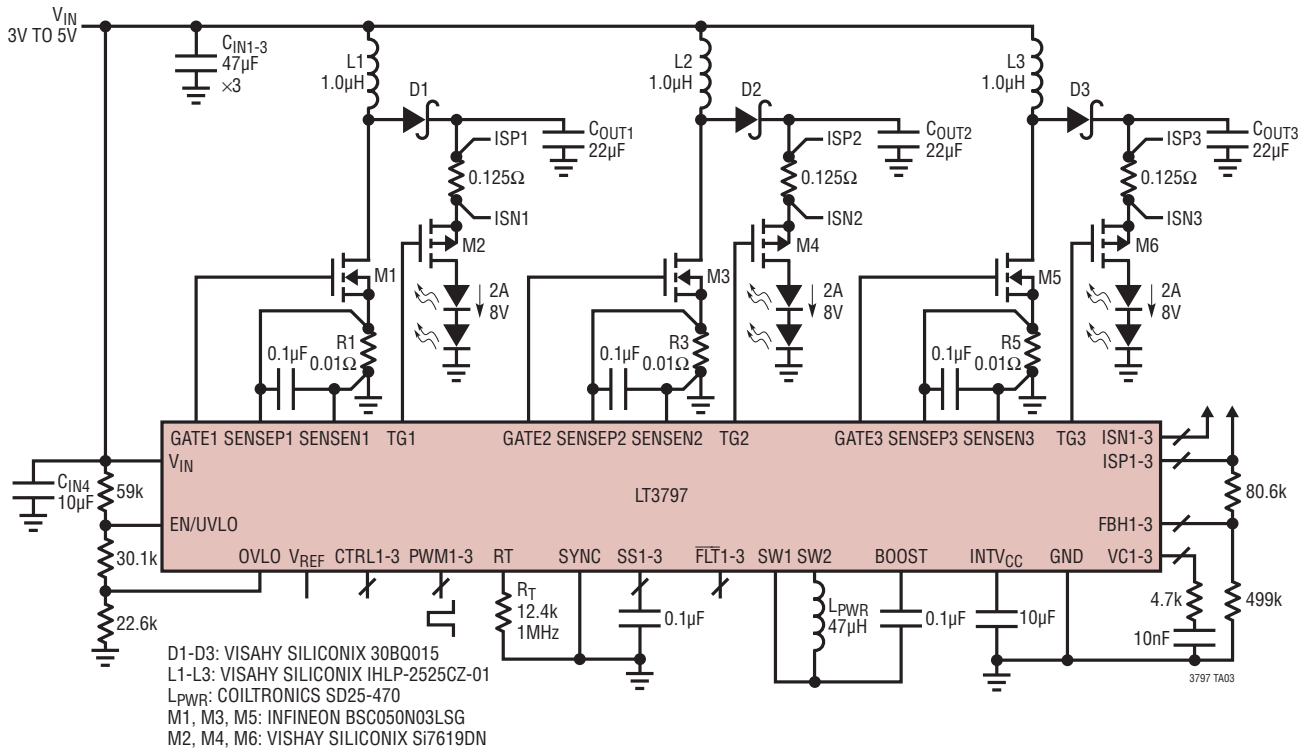 VIN
3V TO 5V
CIN1-3
47µF
×3
L1
1.0µH
D1
ISP1
COUT1
22µF
0.125Ω
ISN1
M2
M1
2A
8V
R1
0.01Ω
0.1µF
L2
1.0µH
D2
ISP2
COUT2
22µF
0.125Ω
ISN2
M4
M3
2A
8V
R3
0.01Ω
0.1µF
L3
1.0µH
D3
ISP3
COUT3
22µF
0.125Ω
ISN3
M6
M5
2A
8V
R5
0.01Ω
0.1µF
GATE1 SENSEP1 SENSEN1 TG1 GATE2 SENSEP2 SENSEN2 TG2 GATE3 SENSEP3 SENSEN3 TG3 ISN1-3
VIN
ISP1-3
CIN4
10µF
59k
LT3797
80.6k
EN/UVLO
FBH1-3
30.1k
OVLO VREF CTRL1-3 PWM1-3 RT SYNC SS1-3 FLT1-3 SW1 SW2 BOOST INTVCC GND VC1-3
22.6k
RT
12.4k
1MHz
0.1µF
LPWR
47µH
0.1µF
10µF
4.7k
499k
10nF
3797 TA03
D1-D3: VISAHY SILICONIX 30BQ015
L1-L3: VISAHY SILICONIX IHLP-2525CZ-01
LPWR: COILTRONICS SD25-470
M1, M3, M5: INFINEON BSC050N03LSG
M2, M4, M6: VISHAY SILICONIX Si7619DN